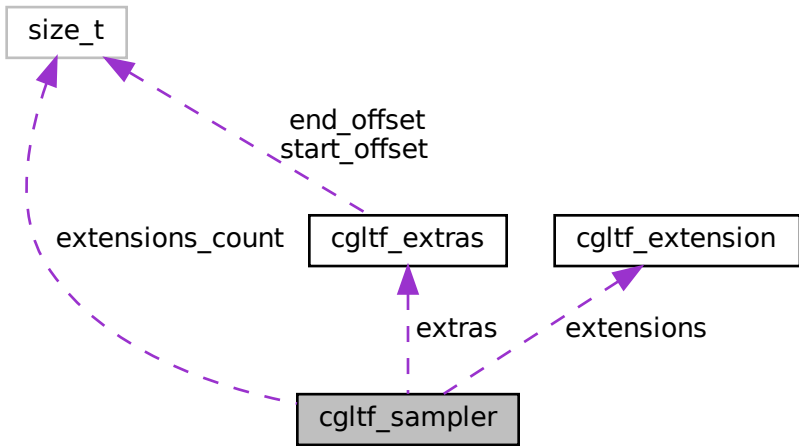 size_t
end_offset
start_offset
extensions_count
cgltf_extras
cgltf_extension
extras
extensions
cgltf_sampler